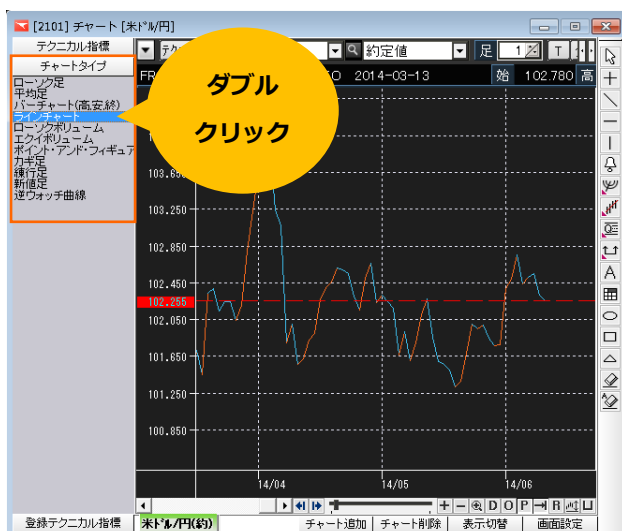 [2101] チャート [米ドル/円]
テクニカル指標
約定値
足
1
T
チャートタイプ
2014-03-13
始
102.780
高
ダブル
クリック
ローソク足
平均足
バーチャート(高,安,終)
ラインチャート
ローソクボリューム
エクイボリューム
ポイント・アンド・フィギュア
カギ足
練行足
新値足
逆ウォッチ曲線
103.250
102.850
102.450
102.255
102.050
101.650
101.250
100.850
A
14/04
14/05
14/06
D O P R
登録テクニカル指標
米ドル/円(約)
チャート追加
チャート削除
表示切替
画面設定